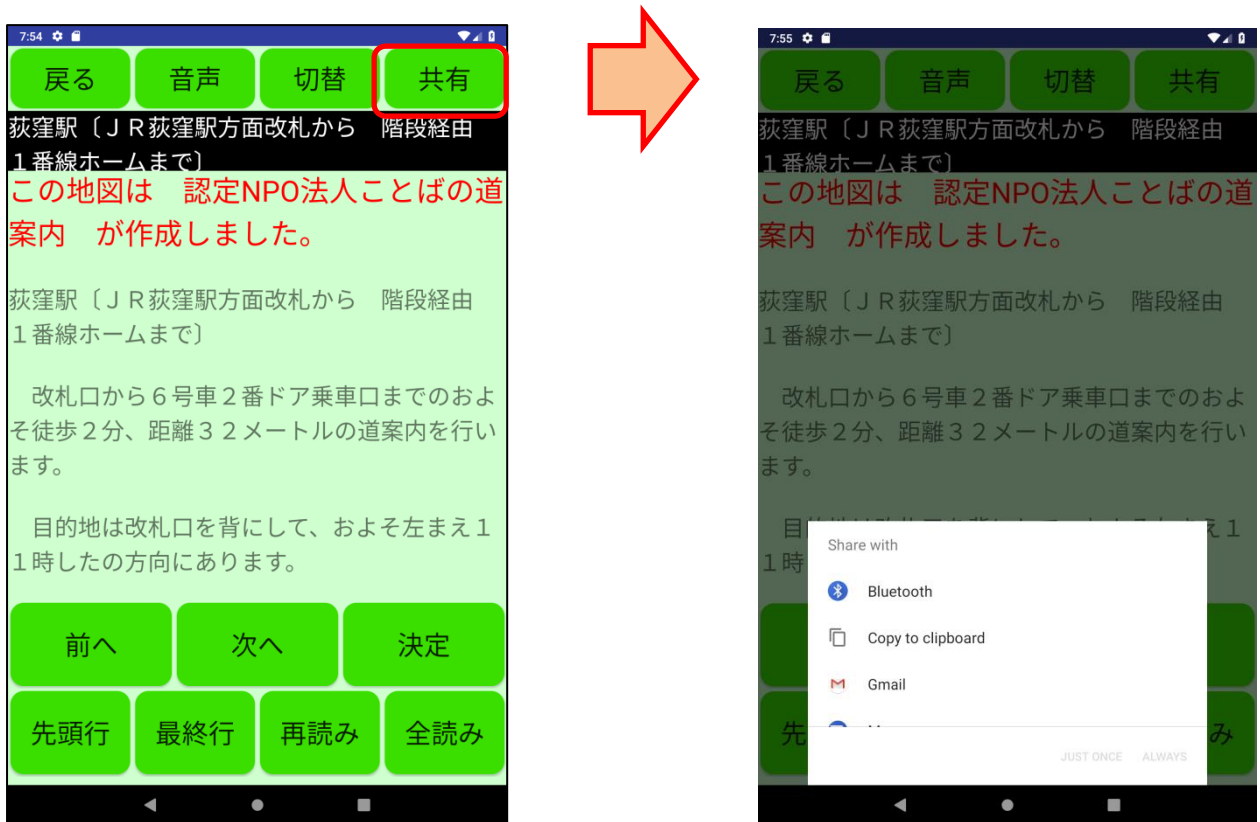 7:54
戻る 音声 切替 共有
荻窪駅〔ＪＲ荻窪駅方面改札から　階段経由
１番線ホームまで〕
この地図は　認定NPO法人ことばの道
案内　が作成しました。
荻窪駅〔ＪＲ荻窪駅方面改札から　階段経由
１番線ホームまで〕
　改札口から６号車２番ドア乗車口までのおよ
そ徒歩２分、距離３２メートルの道案内を行い
ます。
　目的地は改札口を背にして、およそ左まえ１
１時したの方向にあります。
前へ 次へ 決定
先頭行 最終行 再読み 全読み
7:55
戻る 音声 切替 共有
荻窪駅〔ＪＲ荻窪駅方面改札から　階段経由
１番線ホームまで〕
この地図は　認定NPO法人ことばの道
案内　が作成しました。
荻窪駅〔ＪＲ荻窪駅方面改札から　階段経由
１番線ホームまで〕
　改札口から６号車２番ドア乗車口までのおよ
そ徒歩２分、距離３２メートルの道案内を行い
ます。
　目
え１
１時
Share with
Bluetooth
Copy to clipboard
Gmail
先 み
JUST ONCE ALWAYS